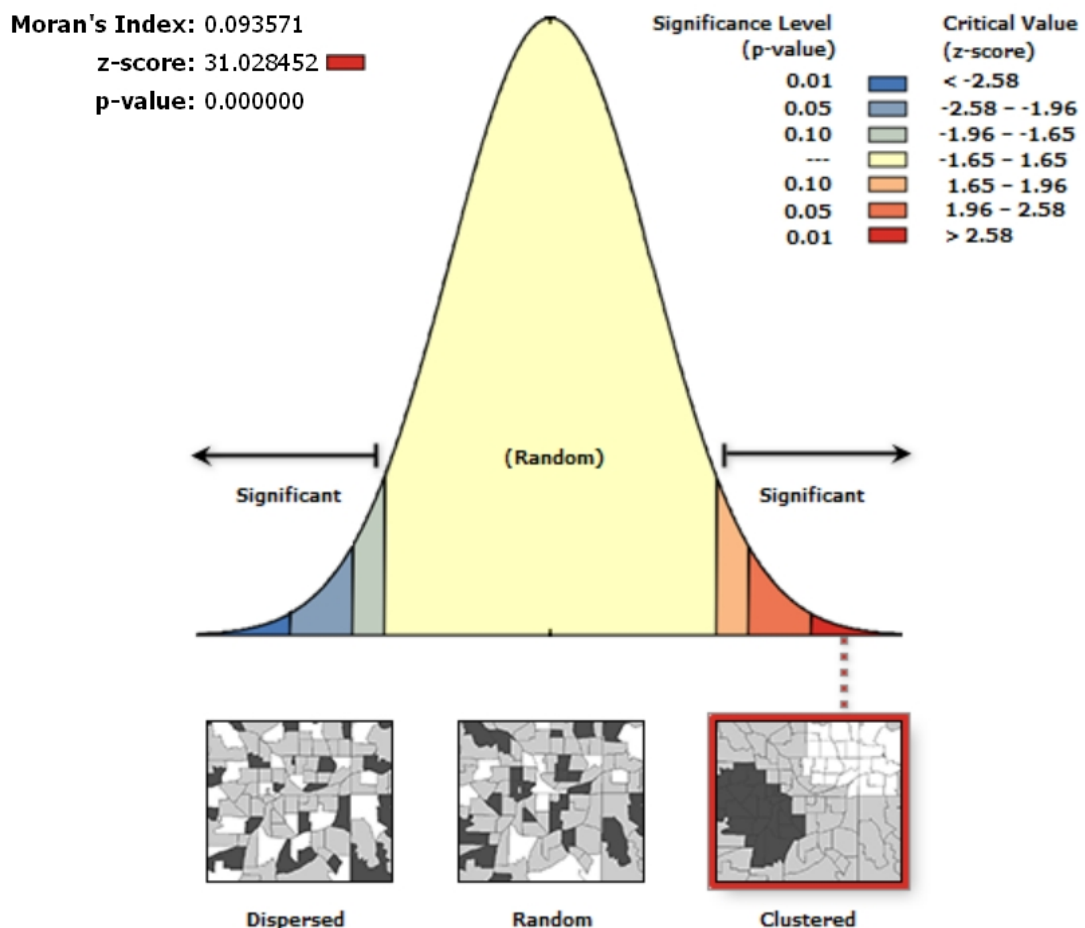 Moran's Index: 0.093571
z-score: 31.028452
p-value: 0.000000
Significance Level
(p-value)
Critical Value
(z-score)
0.01 < -2.58
0.05 -2.58 – -1.96
0.10 -1.96 – -1.65
--- -1.65 – 1.65
0.10 1.65 – 1.96
0.05 1.96 – 2.58
0.01 > 2.58
(Random)
Significant
Significant
Dispersed
Random
Clustered